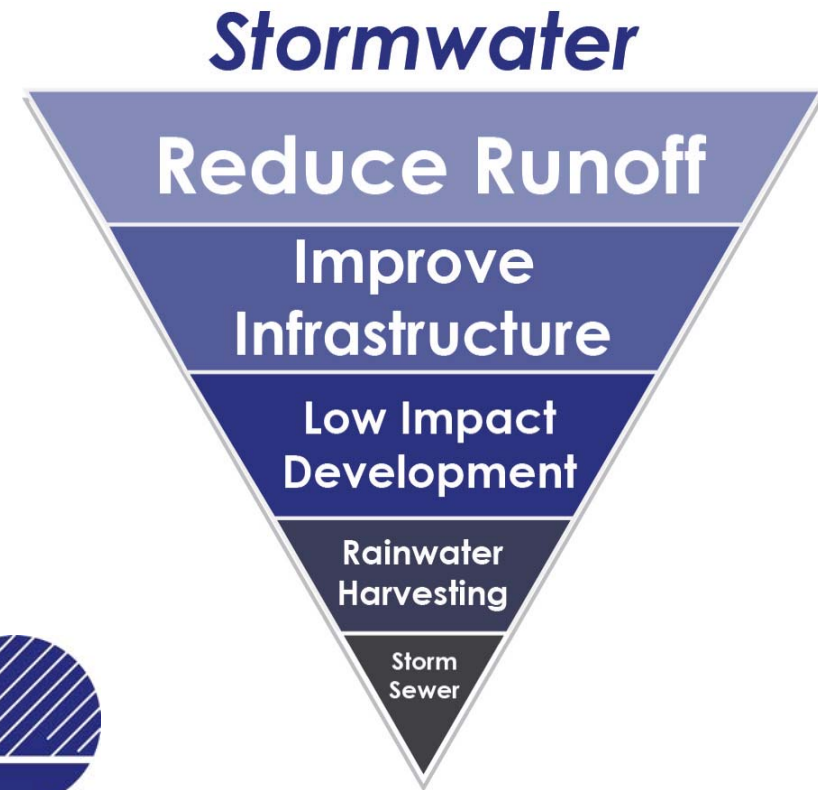 Stormwater
Reduce Runoff
Improve
Infrastructure
Low Impact
Development
Rainwater
Harvesting
Storm
Sewer